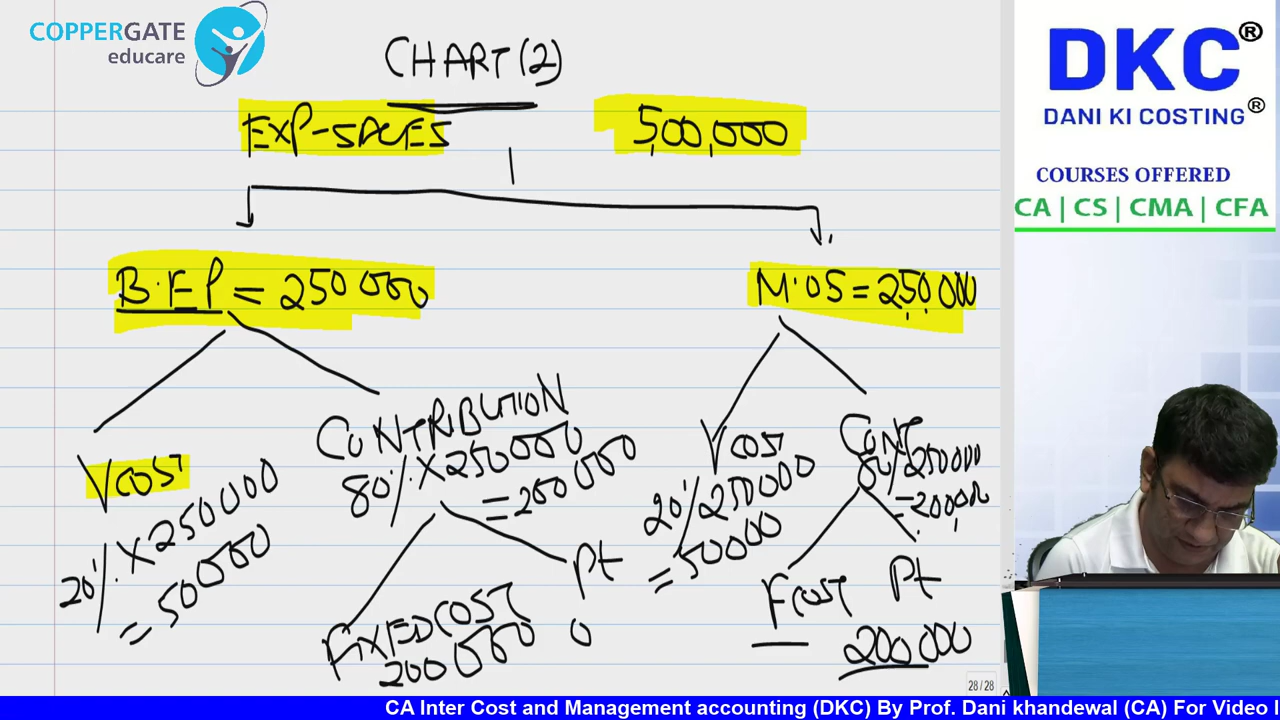 COPPERGATE
educare
CHART (2)
EXP-SALES 5,00,000
B.E.P = 250000
M.OS = 250000
V COST
20% X 250000
= 50000
CONTRIBUTION
80% X 250000
= 200000
FIXED COST
200000
Pt
0
V COST
20% 250000
= 50000
CONT
80% 250000
= 200000
F COST
Pt
200000
28 / 28
DKC®
DANI KI COSTING®
COURSES OFFERED
CA | CS | CMA | CFA
CA Inter Cost and Management accounting (DKC) By Prof. Dani khandewal (CA) For Video l